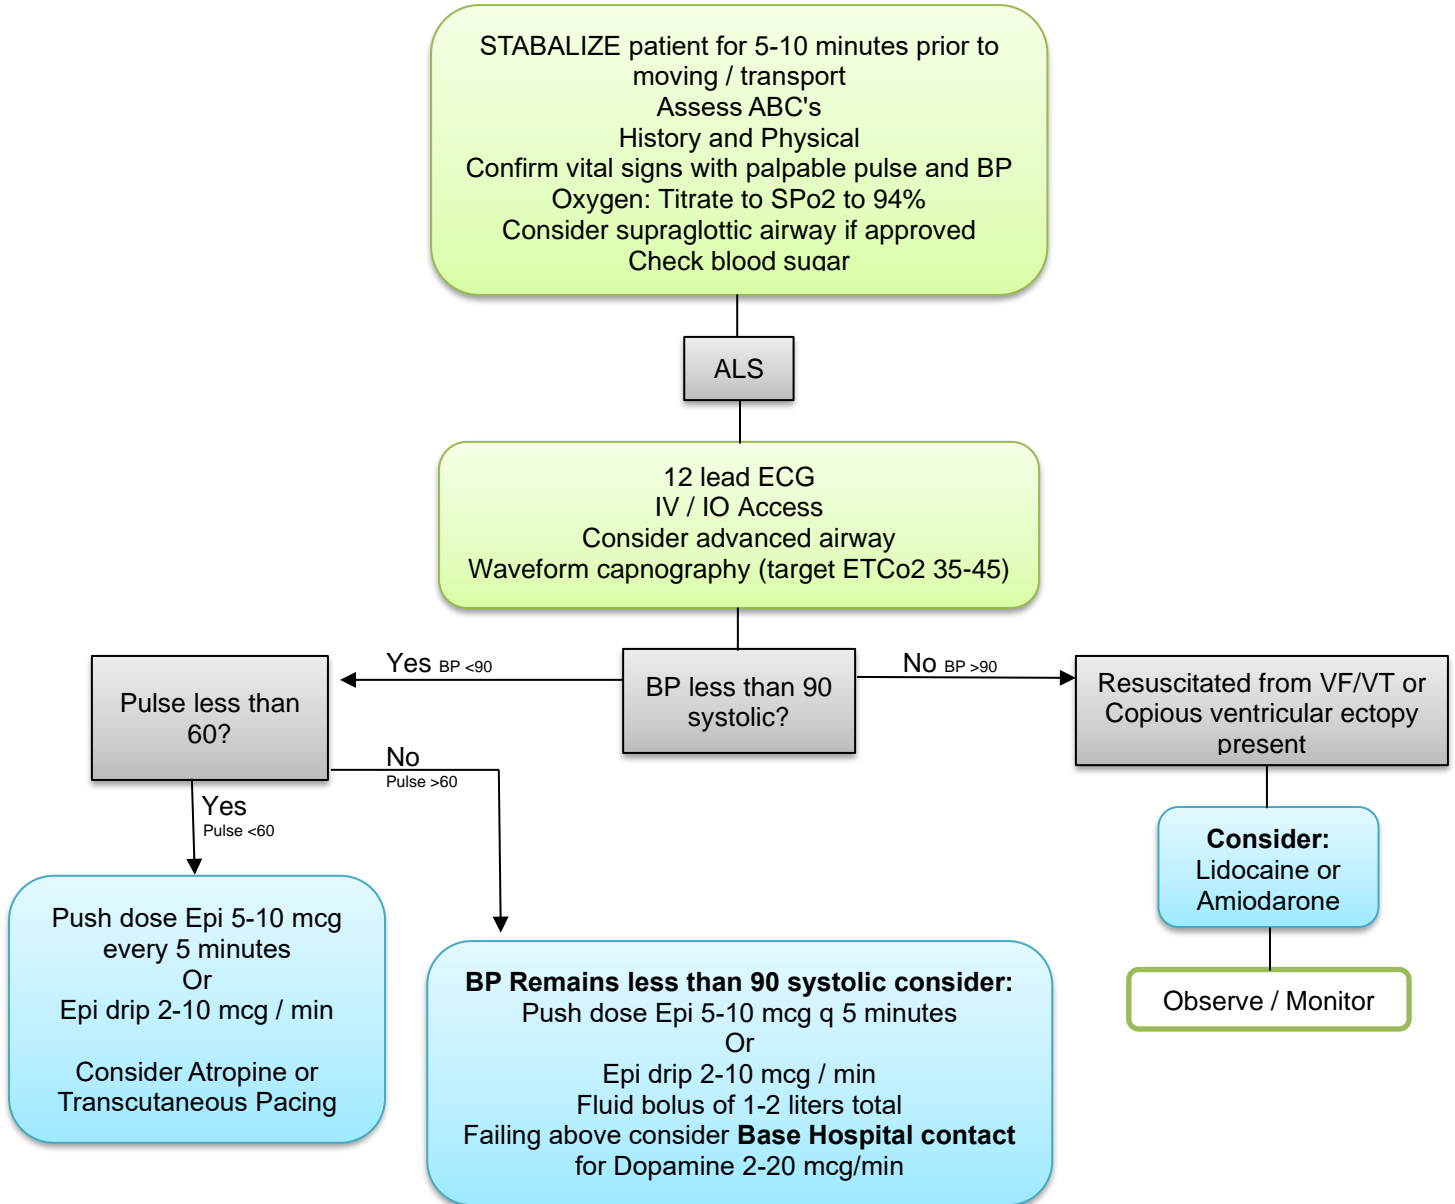 STABALIZE patient for 5-10 minutes prior to
moving / transport
Assess ABC's
History and Physical
Confirm vital signs with palpable pulse and BP
Oxygen: Titrate to SPo2 to 94%
Consider supraglottic airway if approved
Check blood sugar
ALS
12 lead ECG
IV / IO Access
Consider advanced airway
Waveform capnography (target ETCo2 35-45)
Yes BP <90
BP less than 90
systolic?
No BP >90
Pulse less than
60?
Resuscitated from VF/VT or
Copious ventricular ectopy
present
No
Pulse >60
Yes
Pulse <60
Consider:
Lidocaine or
Amiodarone
Observe / Monitor
Push dose Epi 5-10 mcg
every 5 minutes
Or
Epi drip 2-10 mcg / min
Consider Atropine or
Transcutaneous Pacing
BP Remains less than 90 systolic consider:
Push dose Epi 5-10 mcg q 5 minutes
Or
Epi drip 2-10 mcg / min
Fluid bolus of 1-2 liters total
Failing above consider Base Hospital contact
for Dopamine 2-20 mcg/min